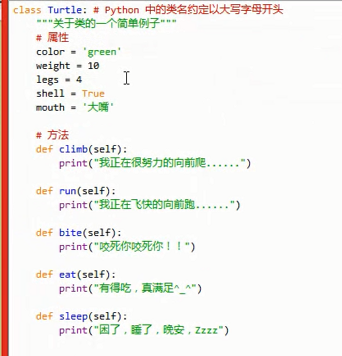 class Turtle: # Python 中的类名约定以大写字母开头
"""关于类的一个简单例子"""
# 属性
color = 'green'
weight = 10
legs = 4
shell = True
mouth = '大嘴'
# 方法
def climb(self):
print("我正在很努力的向前爬......")
def run(self):
print("我正在飞快的向前跑......")
def bite(self):
print("咬死你咬死你！！")
def eat(self):
print("有得吃，真满足^_^")
def sleep(self):
print("困了，睡了，晚安，Zzzz")